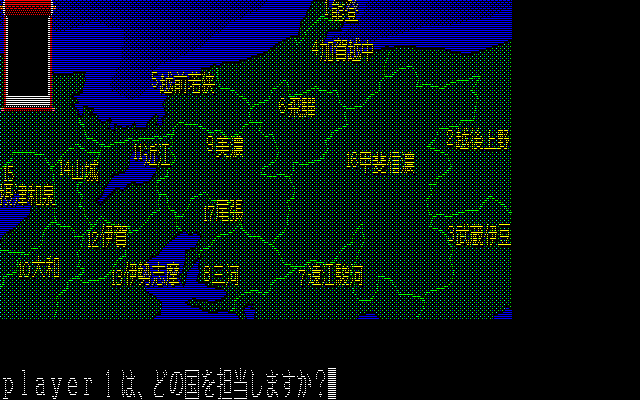 1能登
4加賀越中
5越前若狭
6飛騨
2越後上野
9美濃
11近江
16甲斐信濃
14山城
15
摂津和泉
17尾張
3武蔵伊豆
12伊賀
10大和
13伊勢志摩
8三河
7遠江駿河
player1は、どの国を担当しますか?